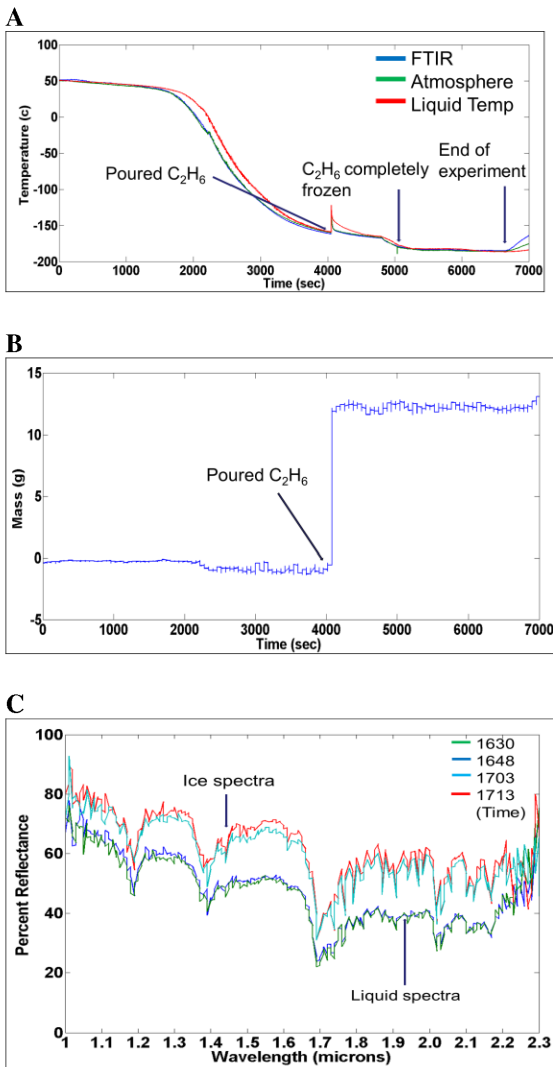 A
100
50
0
-50
-100
-150
-200
Temperature (c)
FTIR
Atmosphere
Liquid Temp
Poured C₂H₆
C₂H₆ completely
frozen
End of
experiment
0 1000 2000 3000 4000 5000 6000 7000
Time (sec)
B
15
10
5
0
-5
Mass (g)
Poured C₂H₆
0 1000 2000 3000 4000 5000 6000 7000
Time (sec)
C
100
80
60
40
20
0
Percent Reflectance
Ice spectra
1630
1648
1703
1713
(Time)
Liquid spectra
1 1.1 1.2 1.3 1.4 1.5 1.6 1.7 1.8 1.9 2.0 2.1 2.2 2.3
Wavelength (microns)